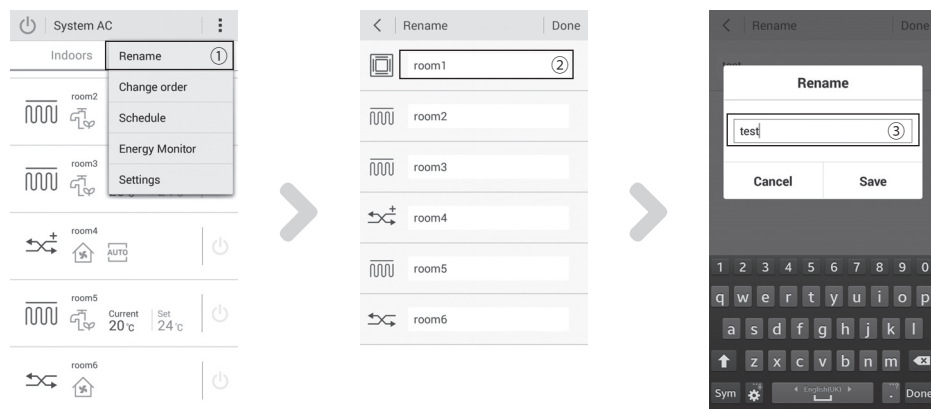 System AC
Indoors
Rename ①
Change order
Schedule
Energy Monitor
Settings
room2
room3
room4
AUTO
room5
Current
20 °c
Set
24 °c
room6
Rename
Done
room1 ②
room2
room3
room4
room5
room6
Rename
Done
Rename
test ③
Cancel
Save
1 2 3 4 5 6 7 8 9 0
q w e r t y u i o p
a s d f g h j k l
z x c v b n m
Sym
English(UK)
.
Done